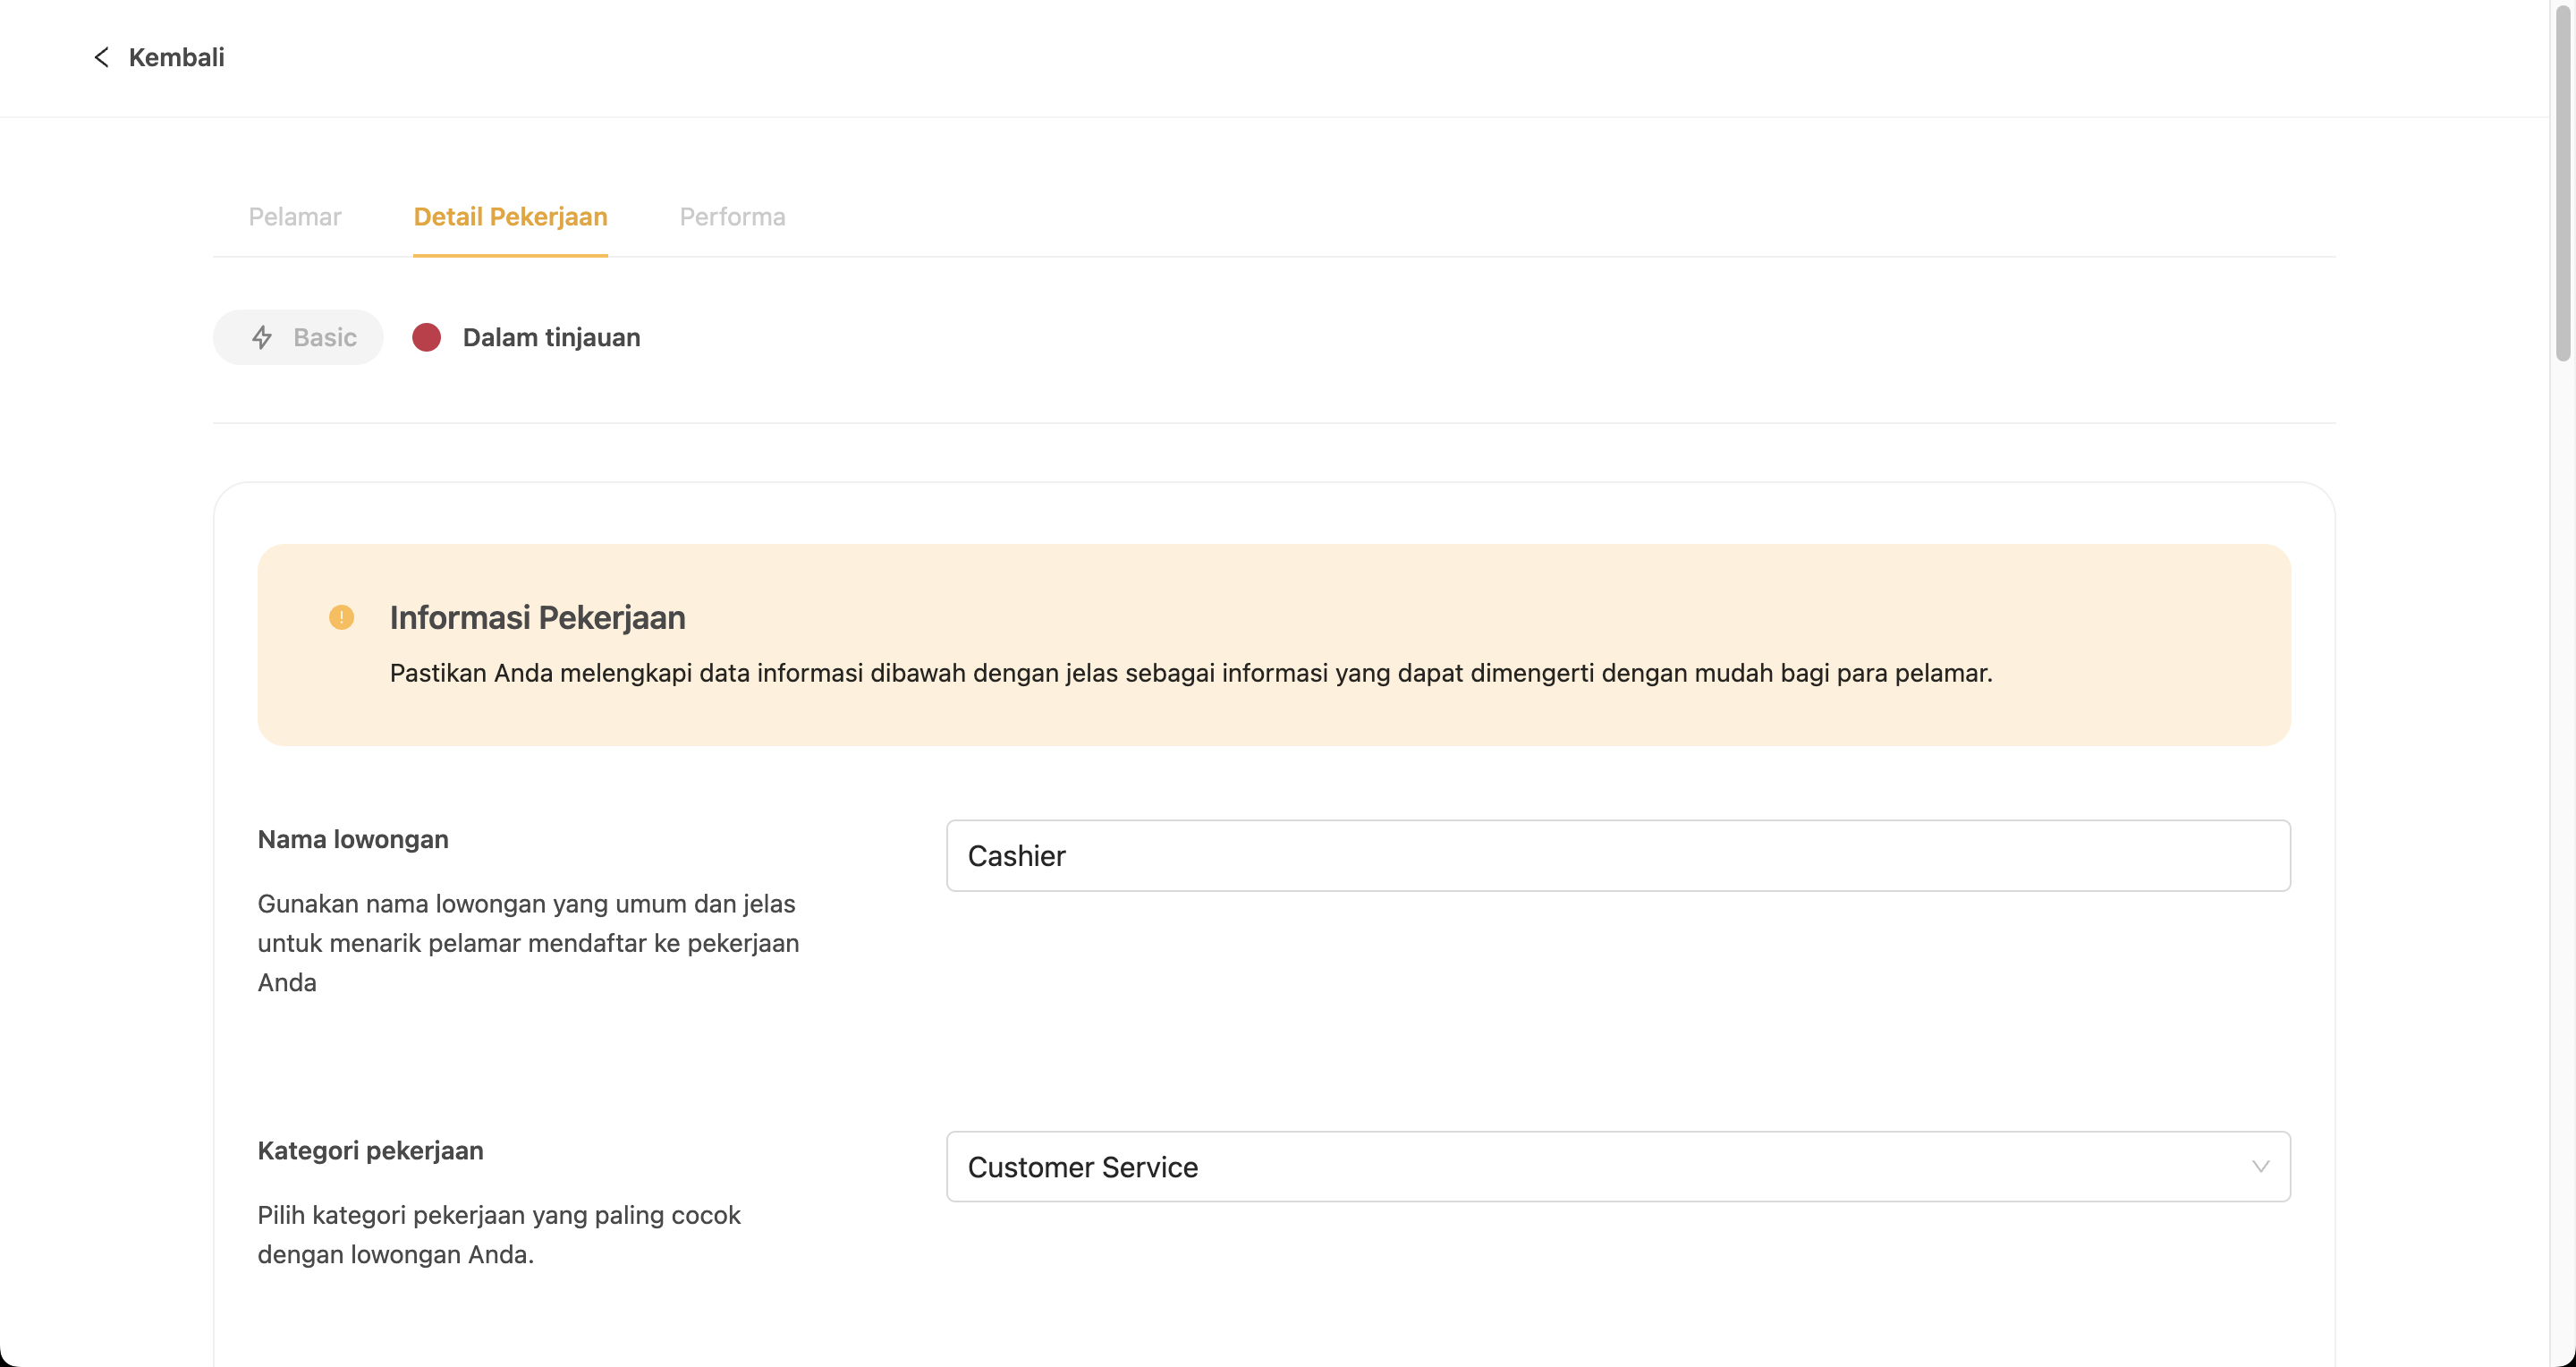 Kembali
Pelamar Detail Pekerjaan Performa
Basic Dalam tinjauan
Informasi Pekerjaan
Pastikan Anda melengkapi data informasi dibawah dengan jelas sebagai informasi yang dapat dimengerti dengan mudah bagi para pelamar.
Nama lowongan
Cashier
Gunakan nama lowongan yang umum dan jelas
untuk menarik pelamar mendaftar ke pekerjaan
Anda
Kategori pekerjaan
Customer Service
Pilih kategori pekerjaan yang paling cocok
dengan lowongan Anda.